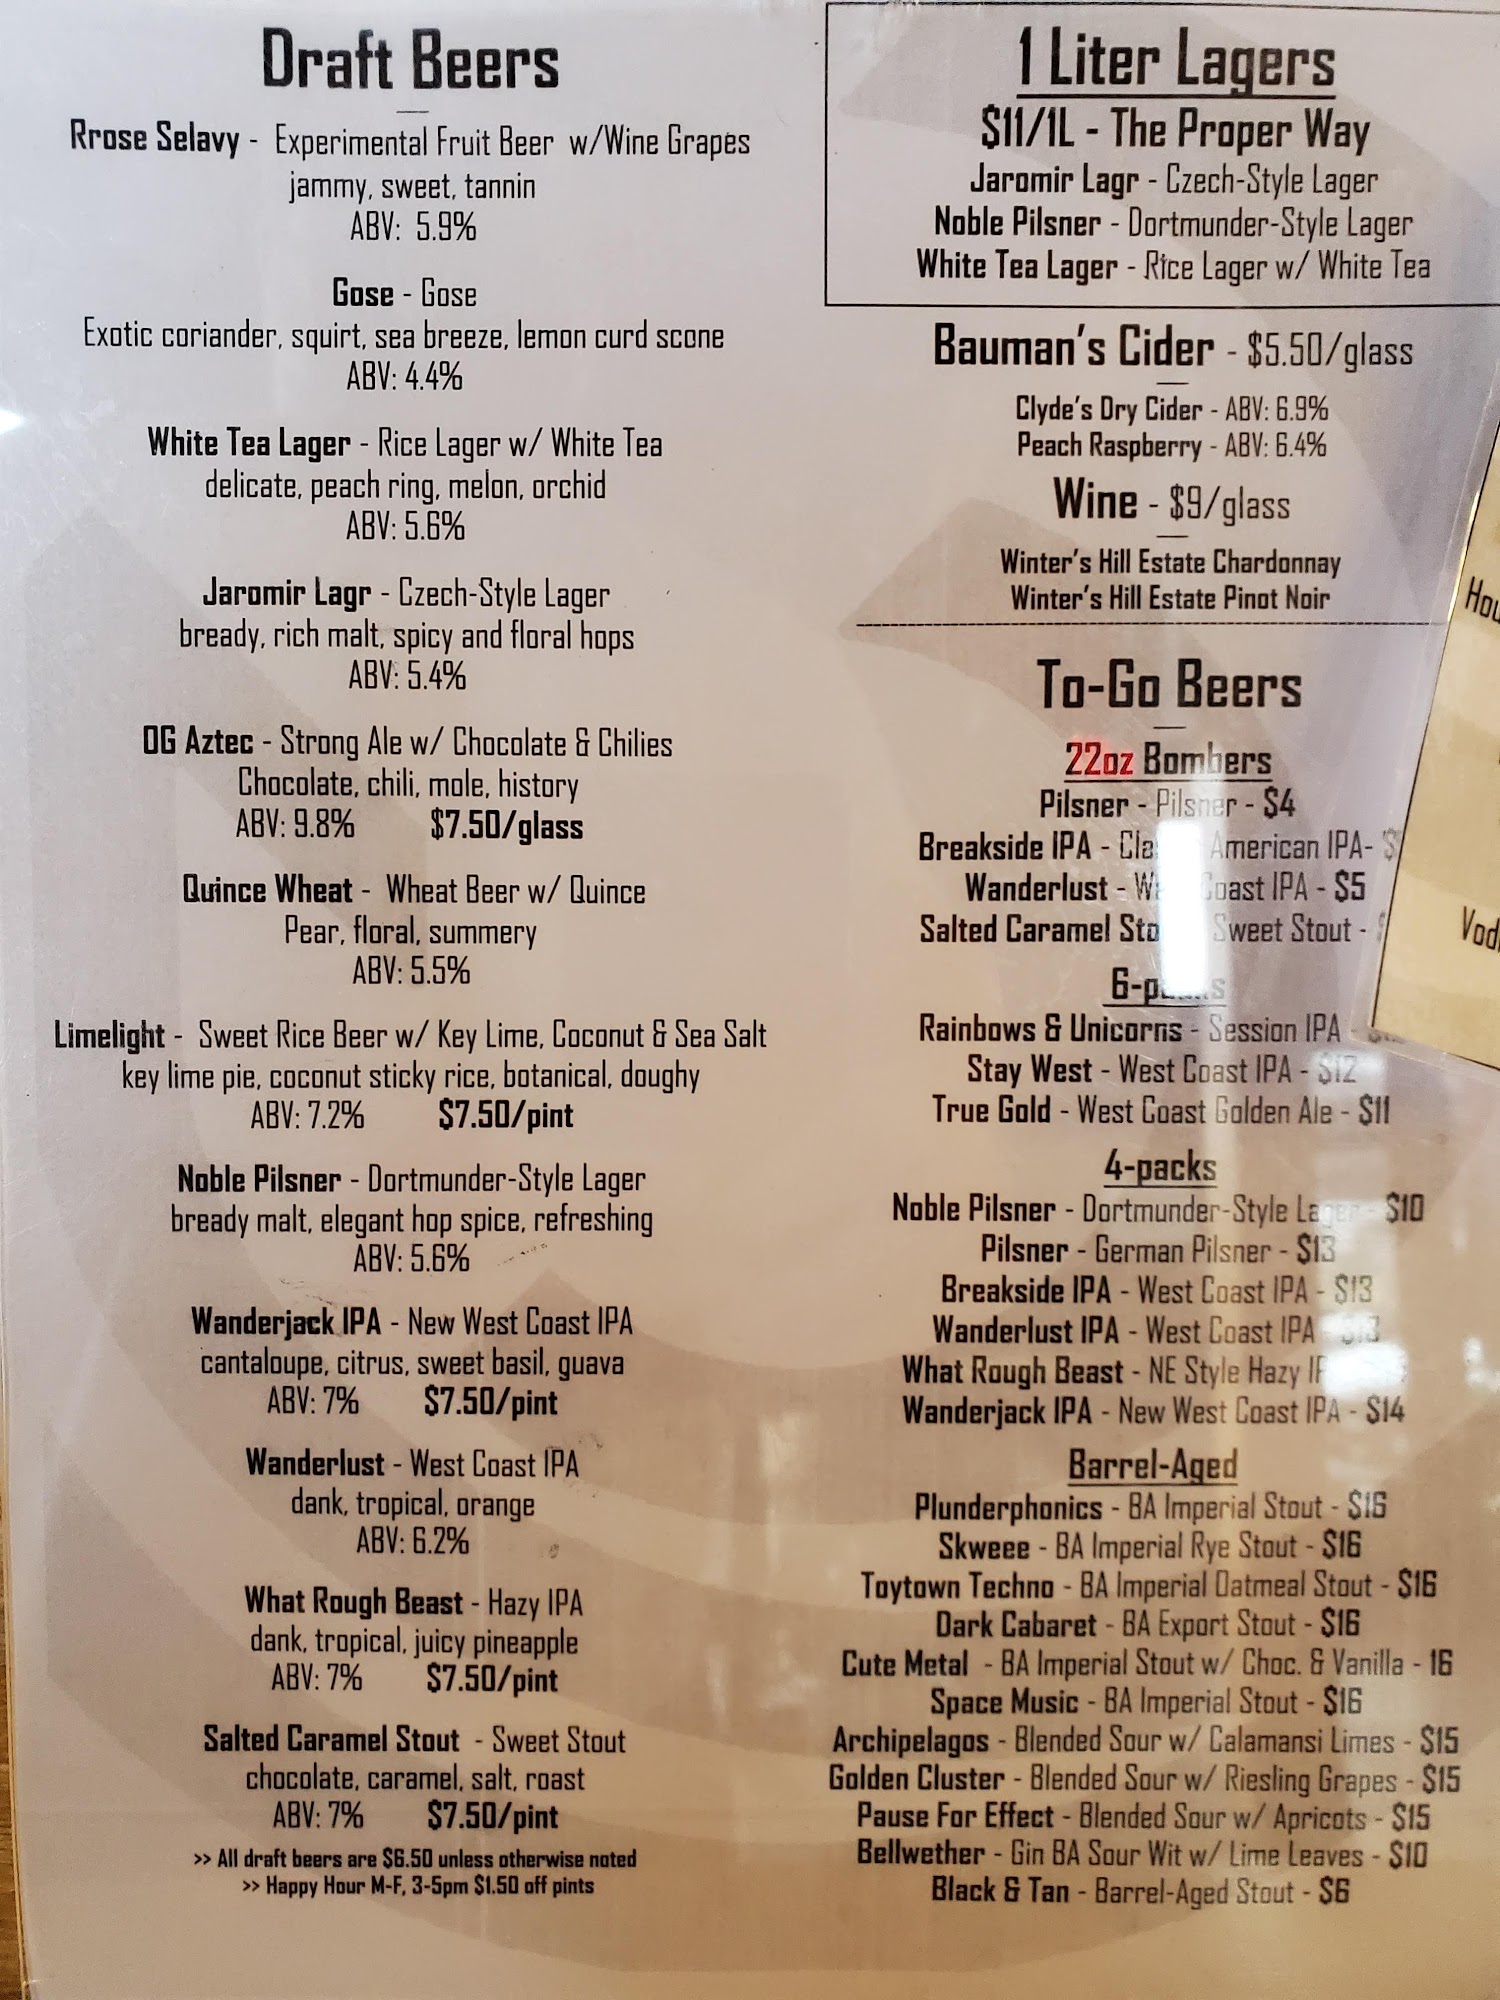 Draft Beers
Rrose Selavy - Experimental Fruit Beer w/Wine Grapes
jammy, sweet, tannin
ABV: 5.9%
Gose - Gose
Exotic coriander, squirt, sea breeze, lemon curd scone
ABV: 4.4%
White Tea Lager - Rice Lager w/ White Tea
delicate, peach ring, melon, orchid
ABV: 5.6%
Jaromir Lagr - Czech-Style Lager
bready, rich malt, spicy and floral hops
ABV: 5.4%
OG Aztec - Strong Ale w/ Chocolate & Chilies
Chocolate, chili, mole, history
ABV: 9.8% $7.50/glass
Quince Wheat - Wheat Beer w/ Quince
Pear, floral, summery
ABV: 5.5%
Limelight - Sweet Rice Beer w/ Key Lime, Coconut & Sea Salt
key lime pie, coconut sticky rice, botanical, doughy
ABV: 7.2% $7.50/pint
Noble Pilsner - Dortmunder-Style Lager
bready malt, elegant hop spice, refreshing
ABV: 5.6%
Wanderjack IPA - New West Coast IPA
cantaloupe, citrus, sweet basil, guava
ABV: 7% $7.50/pint
Wanderlust - West Coast IPA
dank, tropical, orange
ABV: 6.2%
What Rough Beast - Hazy IPA
dank, tropical, juicy pineapple
ABV: 7% $7.50/pint
Salted Caramel Stout - Sweet Stout
chocolate, caramel, salt, roast
ABV: 7% $7.50/pint
>> All draft beers are $6.50 unless otherwise noted
>> Happy Hour M-F, 3-5pm $1.50 off pints
1 Liter Lagers
$11/1L - The Proper Way
Jaromir Lagr - Czech-Style Lager
Noble Pilsner - Dortmunder-Style Lager
White Tea Lager - Rice Lager w/ White Tea
Bauman's Cider - $5.50/glass
Clyde's Dry Cider - ABV: 6.9%
Peach Raspberry - ABV: 6.4%
Wine - $9/glass
Winter's Hill Estate Chardonnay
Winter's Hill Estate Pinot Noir
To-Go Beers
22oz Bombers
Pilsner - Pilsner - $4
Breakside IPA - American IPA- $
Wanderlust - Coast IPA - $5
Salted Caramel Sweet Stout -
6-packs
Rainbows & Unicorns - Session IPA -
Stay West - West Coast IPA - $12
True Gold - West Coast Golden Ale - $11
4-packs
Noble Pilsner - Dortmunder-Style Lager - $10
Pilsner - German Pilsner - $13
Breakside IPA - West Coast IPA - $13
Wanderlust IPA - West Coast IPA - $13
What Rough Beast - NE Style Hazy
Wanderjack IPA - New West Coast IPA - $14
Barrel-Aged
Plunderphonics - BA Imperial Stout - $16
Skweee - BA Imperial Rye Stout - $16
Toytown Techno - BA Imperial Oatmeal Stout - $16
Dark Cabaret - BA Export Stout - $16
Cute Metal - BA Imperial Stout w/ Choc. & Vanilla - 16
Space Music - BA Imperial Stout - $16
Archipelagos - Blended Sour w/ Calamansi Limes - $15
Golden Cluster - Blended Sour w/ Riesling Grapes - $15
Pause For Effect - Blended Sour w/ Apricots - $15
Bellwether - Gin BA Sour Wit w/ Lime Leaves - $10
Black & Tan - Barrel-Aged Stout - $6